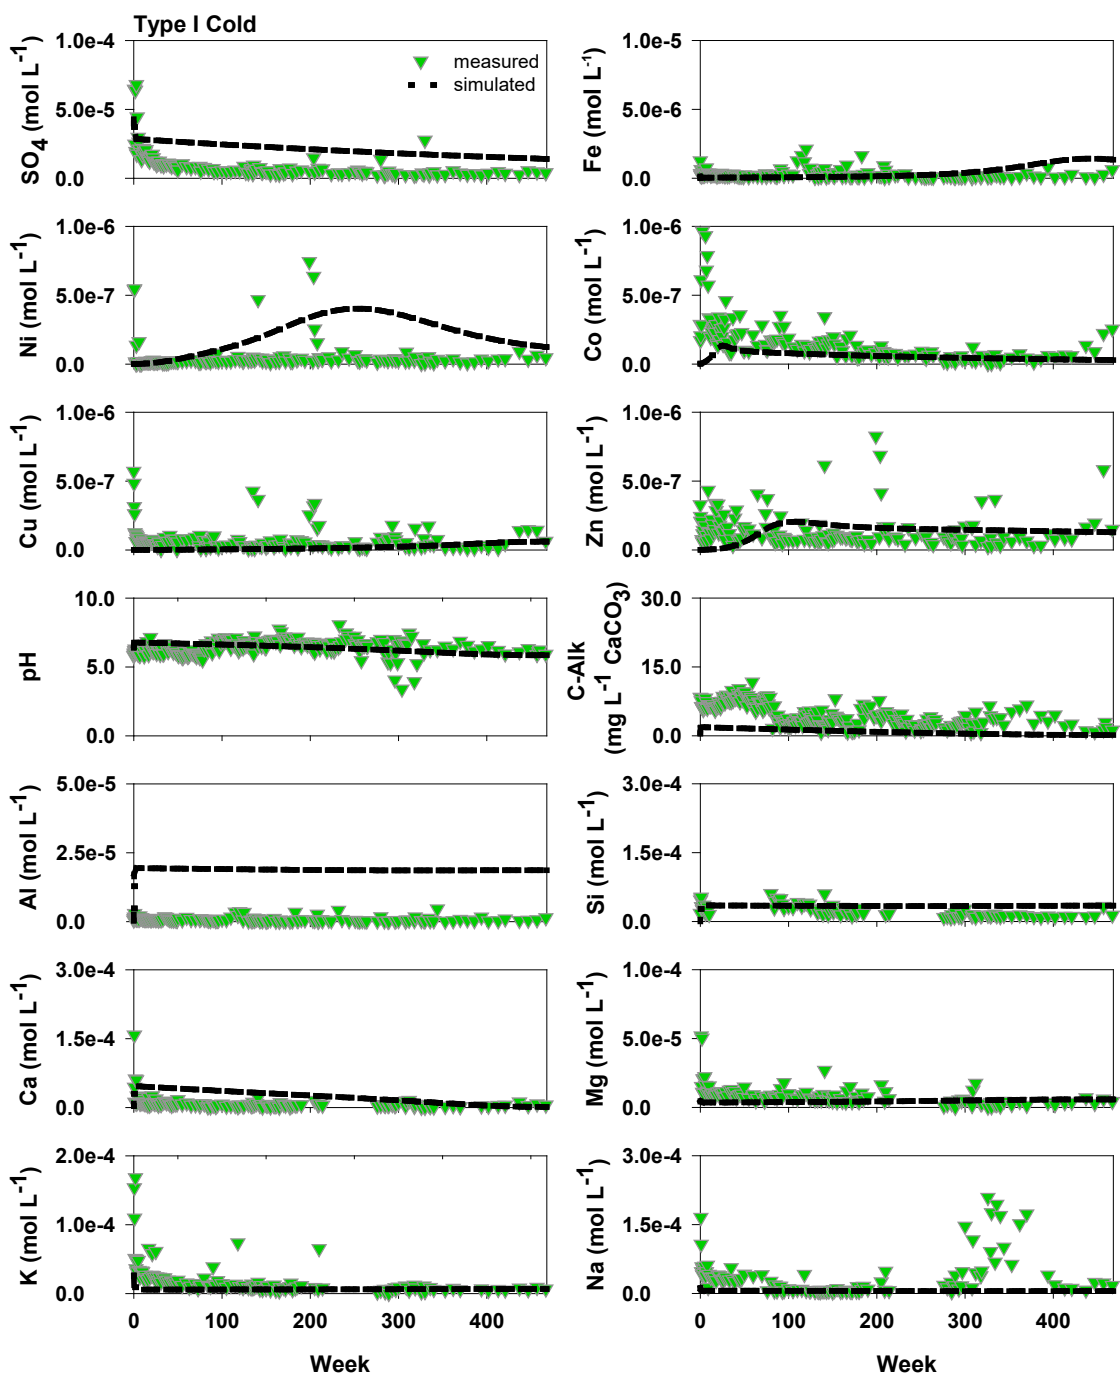 Type I Cold
SO4 (mol L-1)
1.0e-4
5.0e-5
0.0
measured
simulated
Fe (mol L-1)
1.0e-5
5.0e-6
0.0
Ni (mol L-1)
1.0e-6
5.0e-7
0.0
Co (mol L-1)
1.0e-6
5.0e-7
0.0
Cu (mol L-1)
1.0e-6
5.0e-7
0.0
Zn (mol L-1)
1.0e-6
5.0e-7
0.0
pH
10.0
5.0
0.0
C-Alk
(mg L-1 CaCO3)
30.0
15.0
0.0
Al (mol L-1)
5.0e-5
2.5e-5
0.0
Si (mol L-1)
3.0e-4
1.5e-4
0.0
Ca (mol L-1)
3.0e-4
1.5e-4
0.0
Mg (mol L-1)
1.0e-4
5.0e-5
0.0
K (mol L-1)
2.0e-4
1.0e-4
0.0
0 100 200 300 400
Week
Na (mol L-1)
3.0e-4
1.5e-4
0.0
0 100 200 300 400
Week